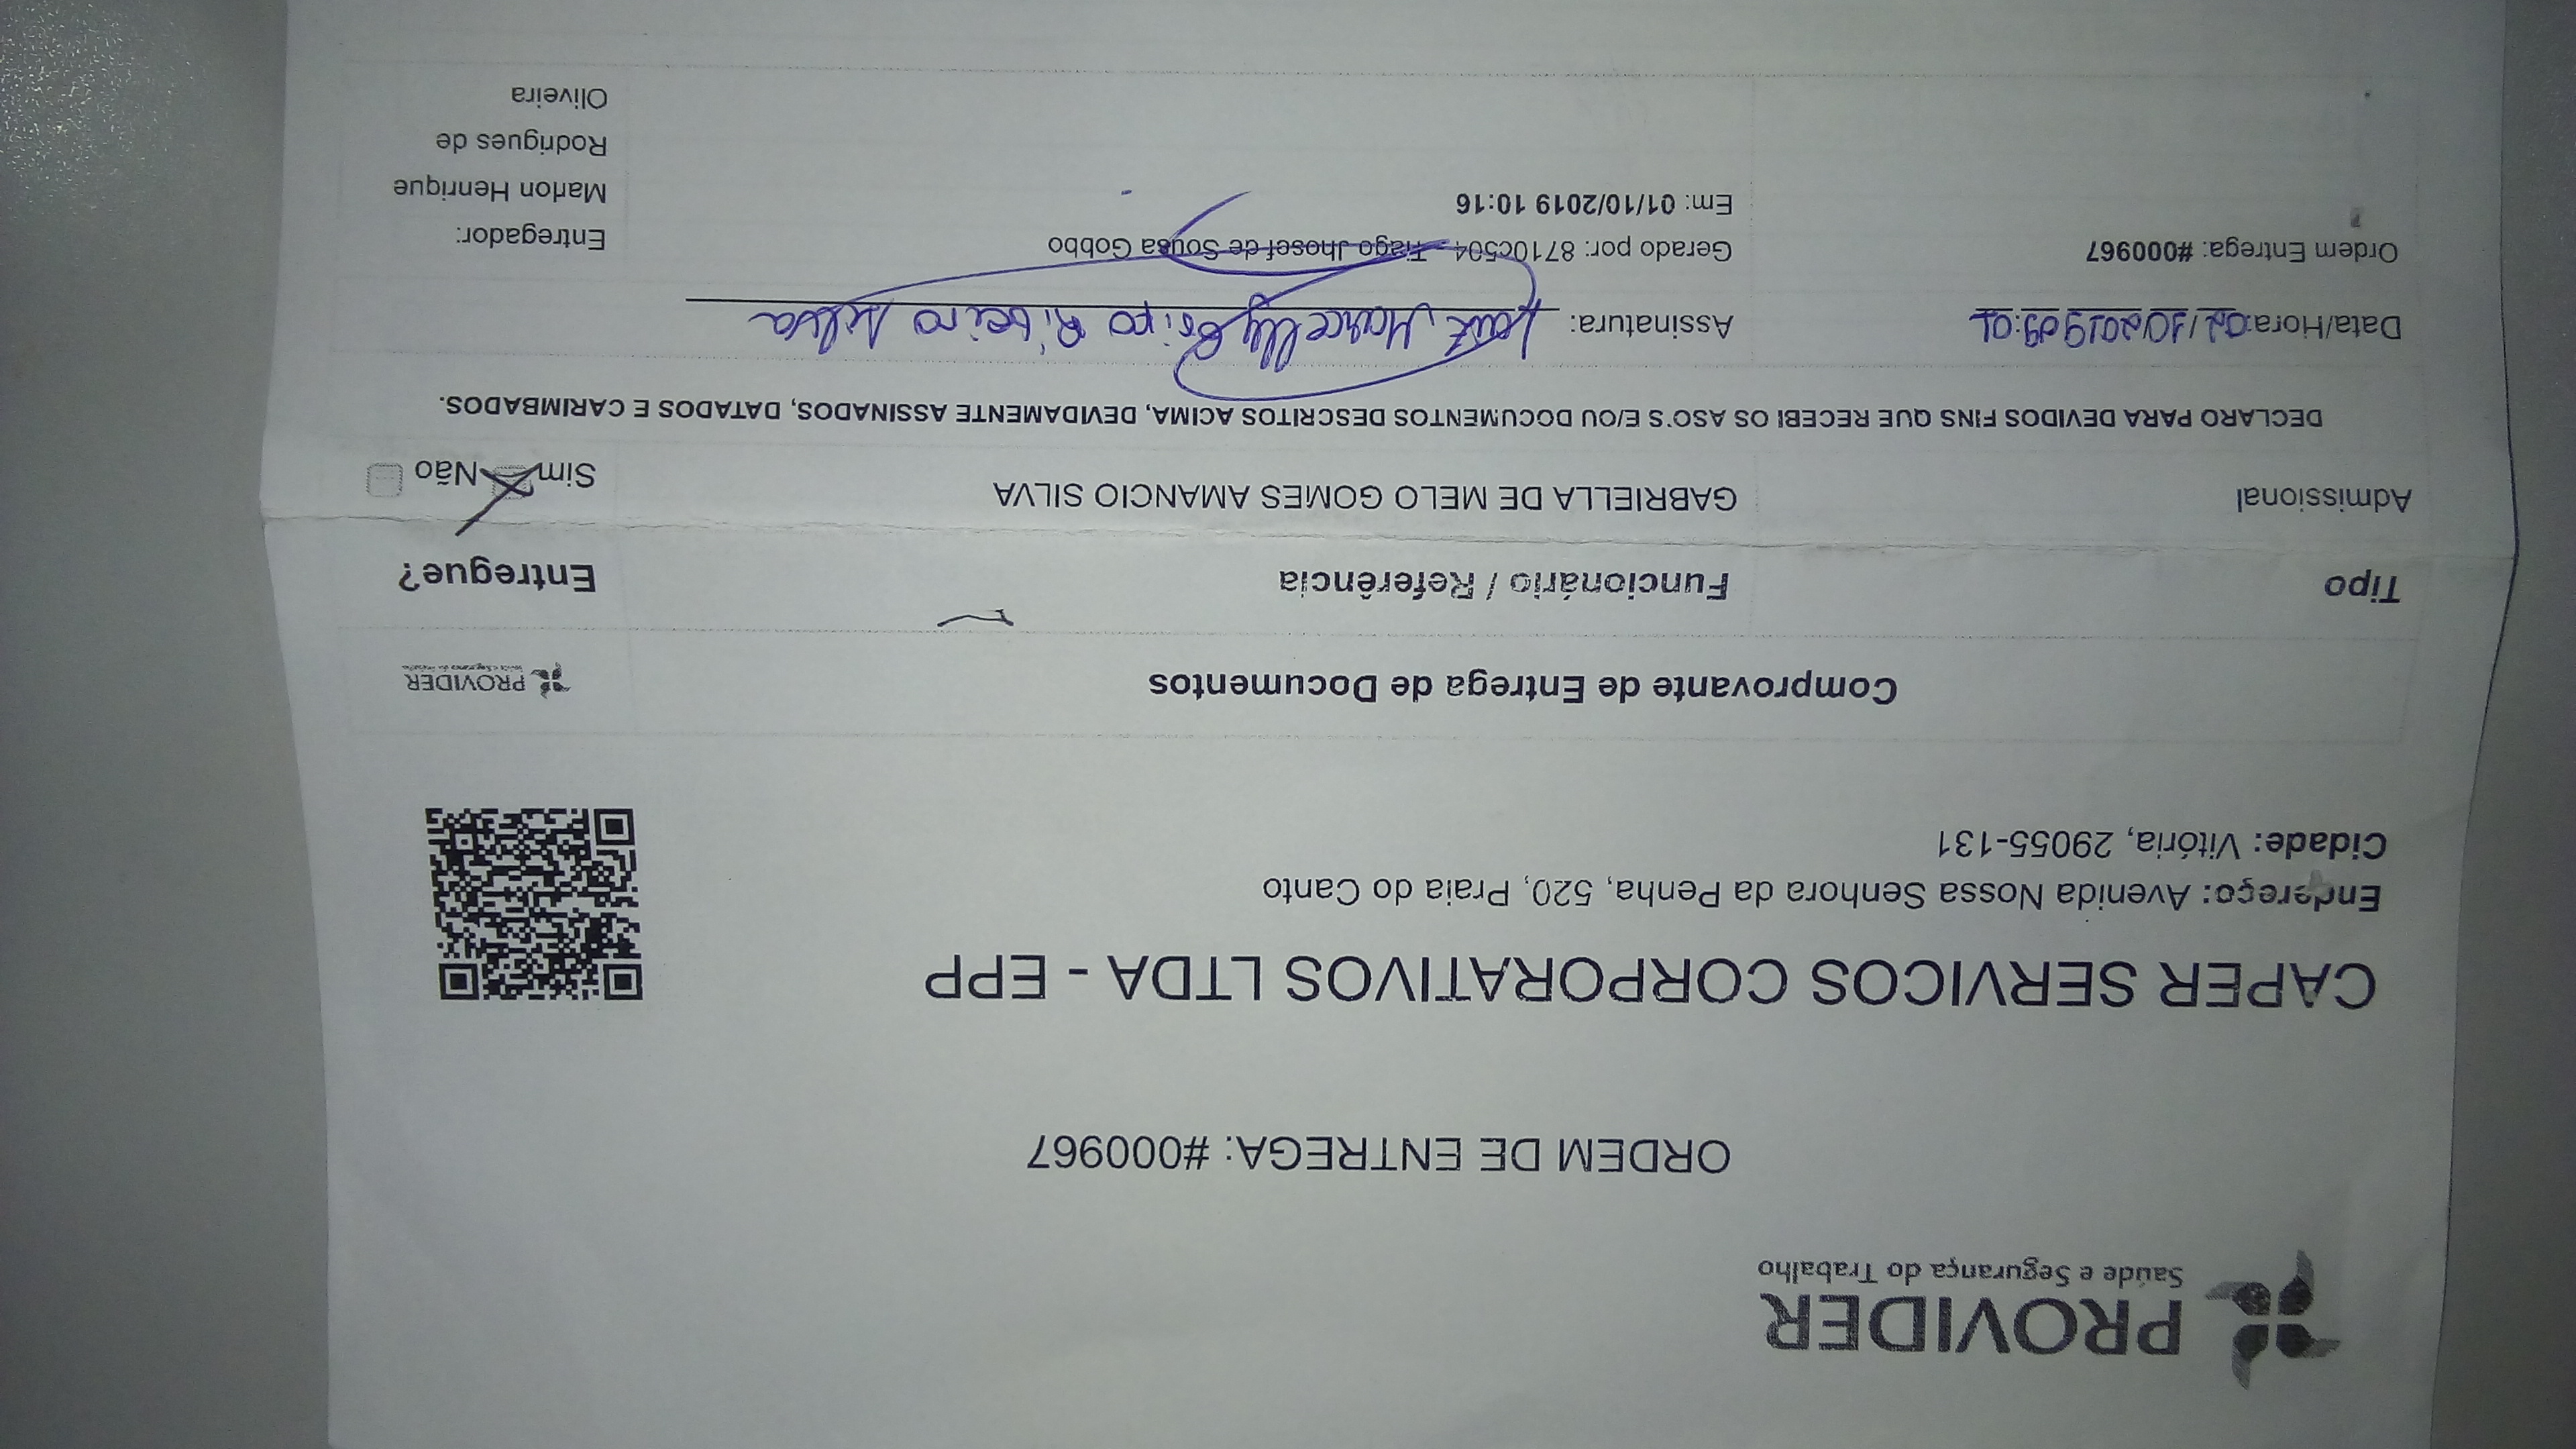 PROVIDER
Saúde e Segurança do Trabalho
ORDEM DE ENTREGA: #000967
CAPER SERVICOS CORPORATIVOS LTDA - EPP
Endereço: Avenida Nossa Senhora da Penha, 520, Praia do Canto
Cidade: Vitória, 29055-131
Comprovante de Entrega de Documentos
PROVIDER
Saúde e Segurança do Trabalho
Tipo Funcionário / Referência Entregue?
Admissional GABRIELLA DE MELO GOMES AMANCIO SILVA Sim Não
DECLARO PARA DEVIDOS FINS QUE RECEBI OS ASO'S E/OU DOCUMENTOS DESCRITOS ACIMA, DEVIDAMENTE ASSINADOS, DATADOS E CARIMBADOS.
Data/Hora: 02/10/2019 09:01 Assinatura: Marcelly Ribeiro Silva
Ordem Entrega: #000967 Gerado por: 8710c504 - Tiago Jhosef de Sousa Gobbo
Em: 01/10/2019 10:16
Entregador:
Marlon Henrique
Rodrigues de
Oliveira